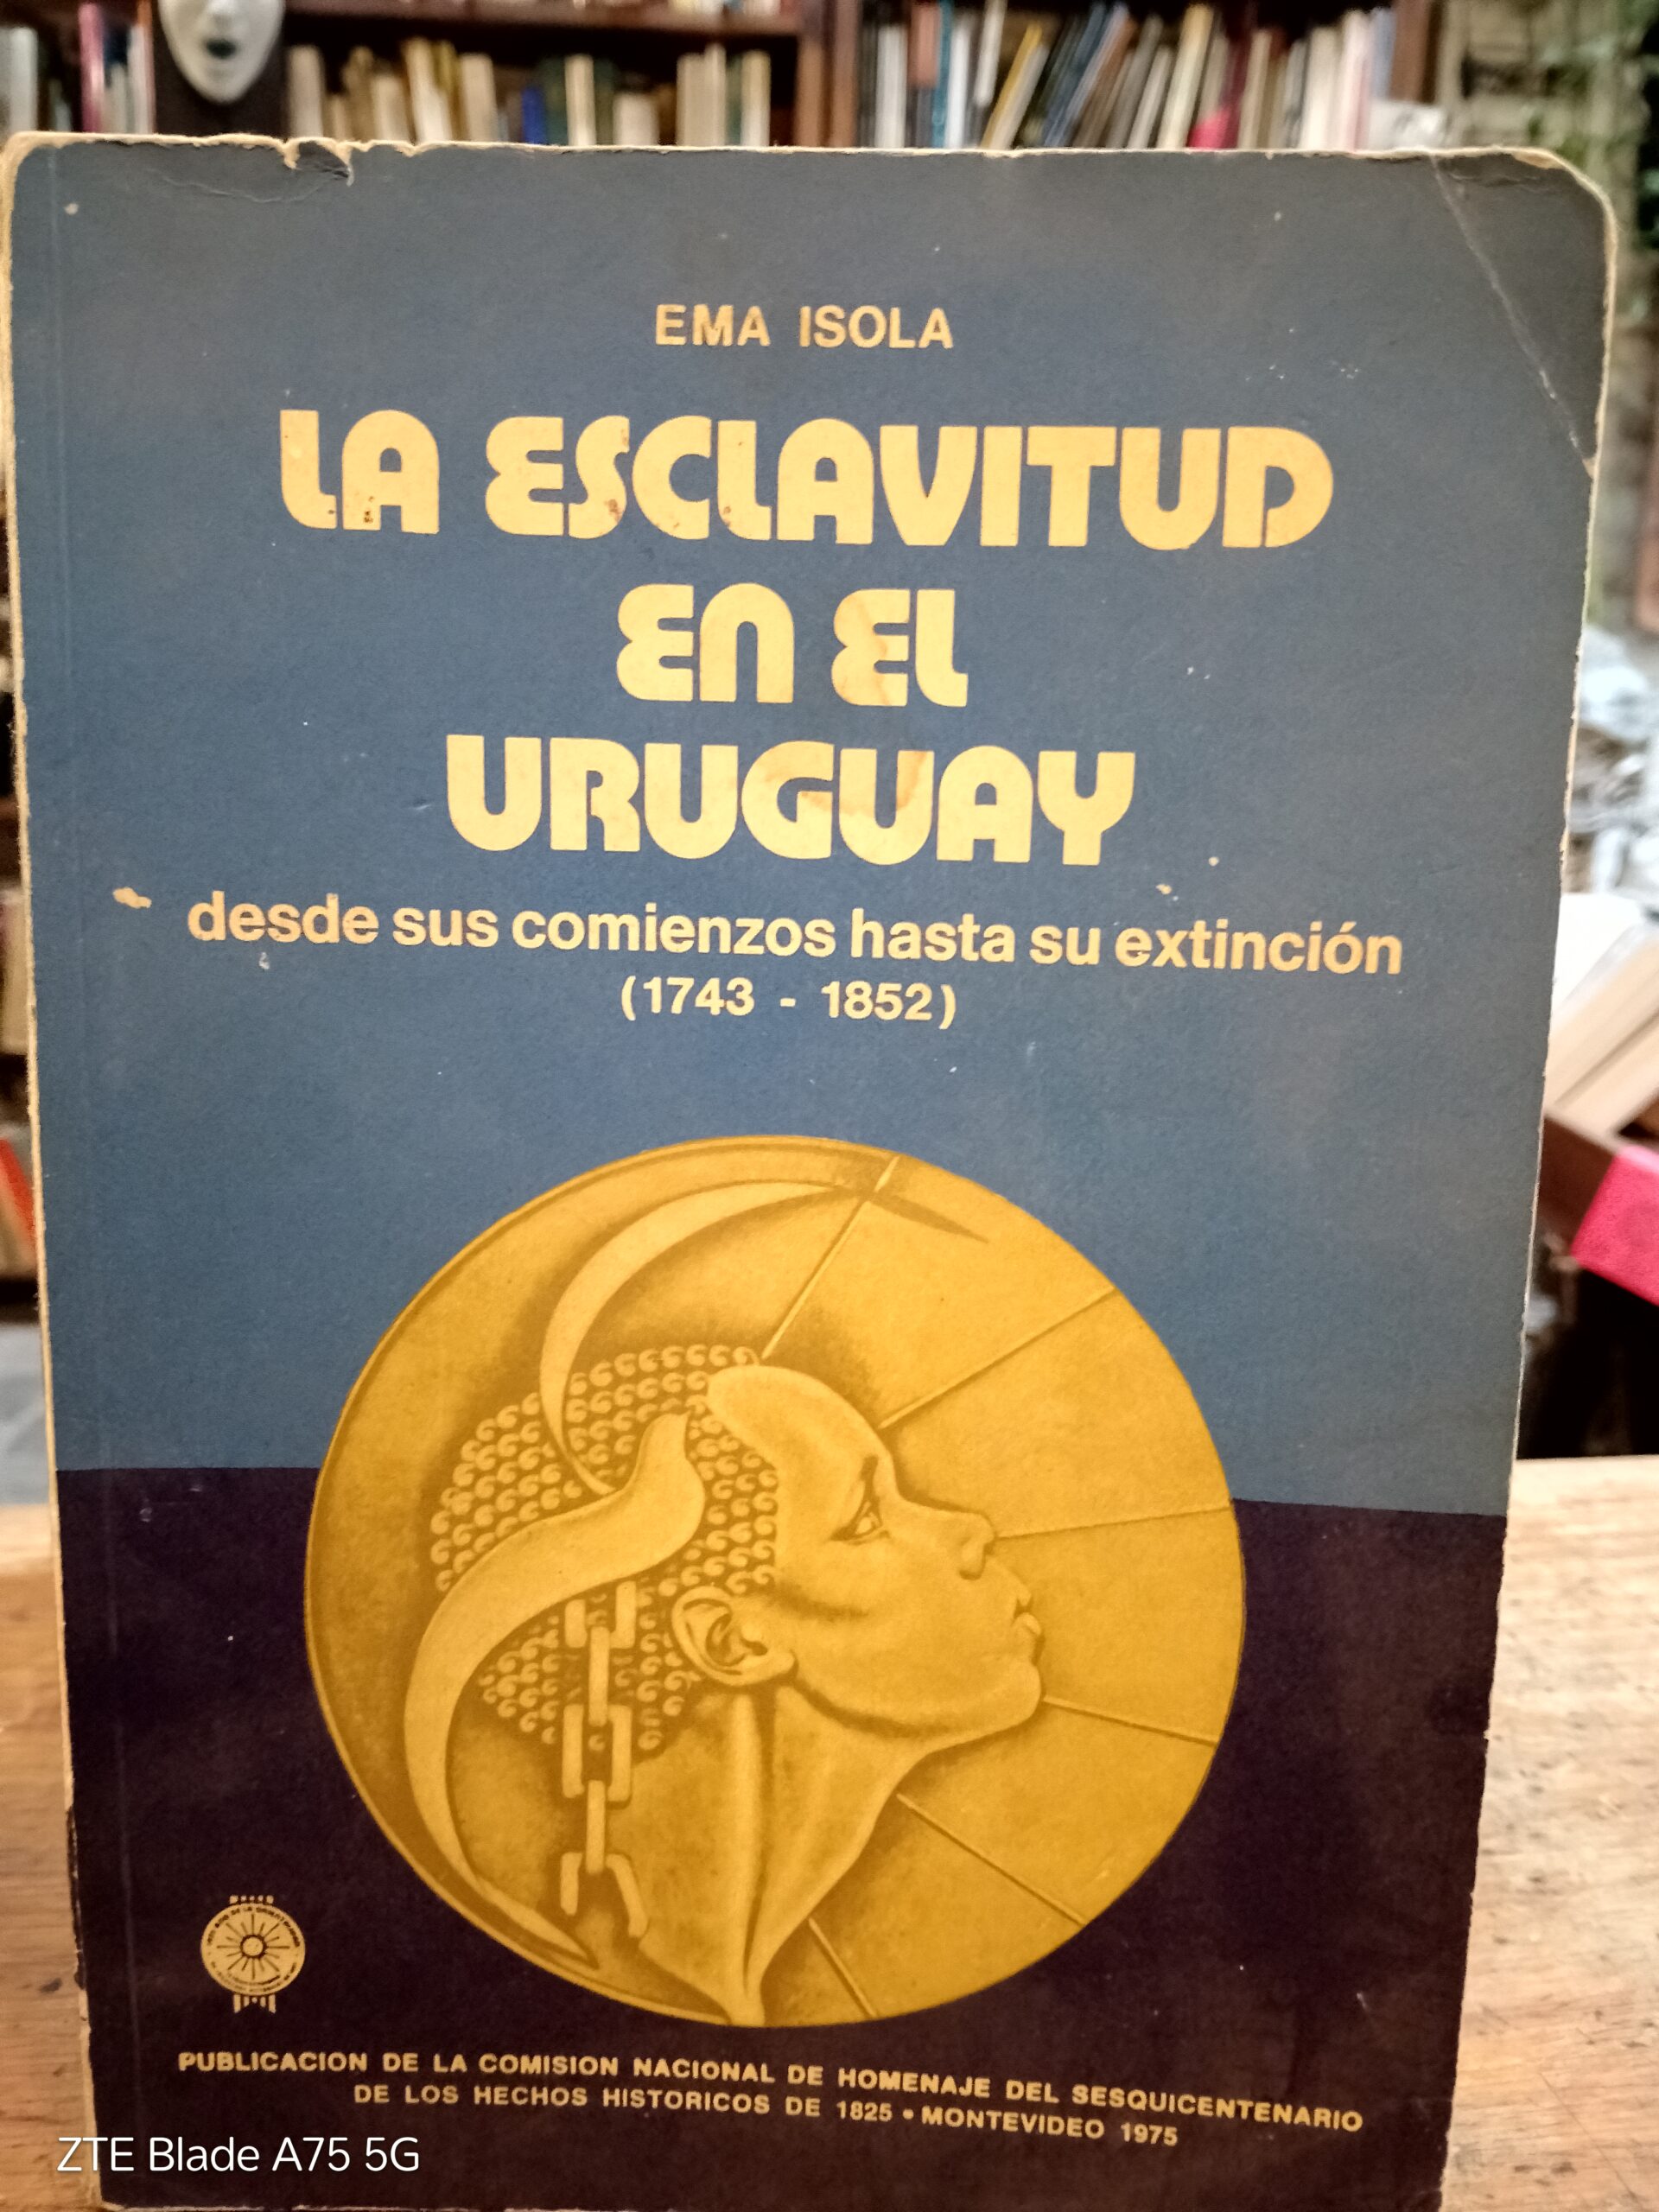 EMA ISOLA
LA ESCLAVITUD
EN EL
URUGUAY
desde sus comienzos hasta su extinción
(1743 - 1852)
PUBLICACION DE LA COMISION NACIONAL DE HOMENAJE DEL SESQUICENTENARIO
DE LOS HECHOS HISTORICOS DE 1825 • MONTEVIDEO 1975
ZTE Blade A75 5G